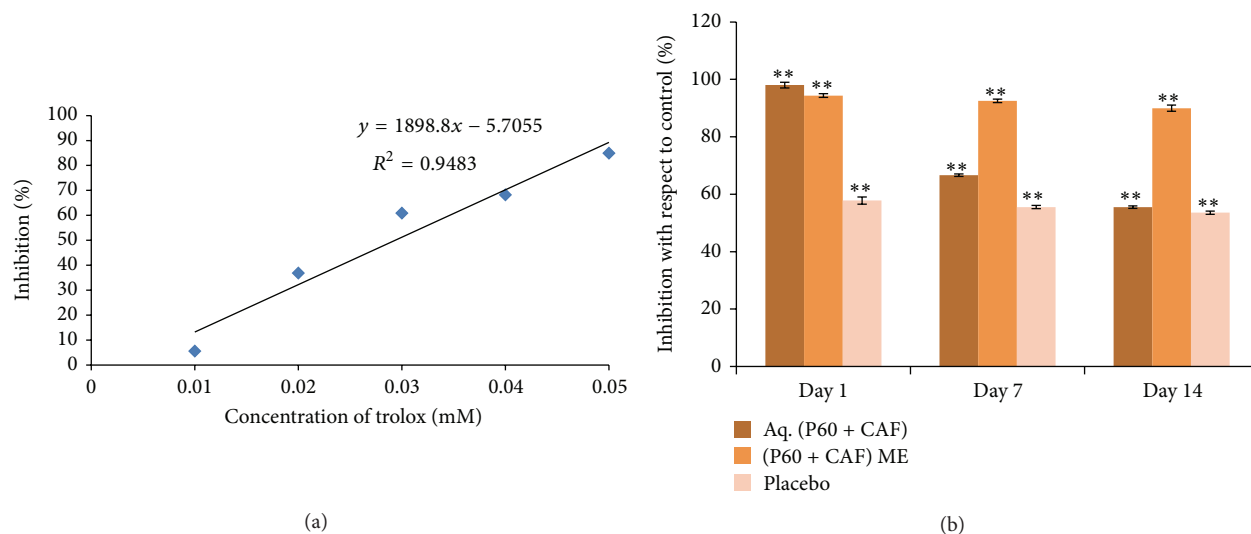 100
90
80
70
60
50
40
30
20
10
0
Inhibition (%)
y = 1898.8x − 5.7055
R² = 0.9483
0 0.01 0.02 0.03 0.04 0.05
Concentration of trolox (mM)
(a)
120
100
80
60
40
20
0
Inhibition with respect to control (%)
** ** **
** ** **
** ** **
Day 1 Day 7 Day 14
Aq. (P60 + CAF)
(P60 + CAF) ME
Placebo
(b)